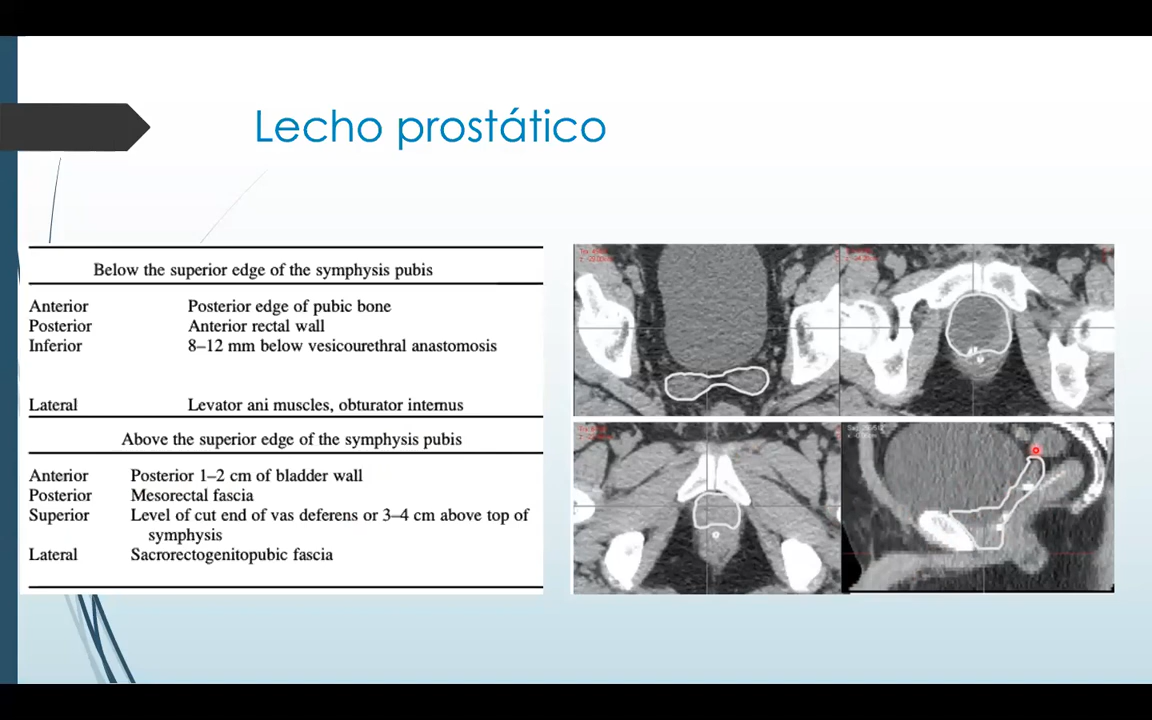 Lecho prostático
Below the superior edge of the symphysis pubis
Anterior Posterior edge of pubic bone
Posterior Anterior rectal wall
Inferior 8–12 mm below vesicourethral anastomosis
Lateral Levator ani muscles, obturator internus
Above the superior edge of the symphysis pubis
Anterior Posterior 1–2 cm of bladder wall
Posterior Mesorectal fascia
Superior Level of cut end of vas deferens or 3–4 cm above top of
symphysis
Lateral Sacrorectogenitopubic fascia